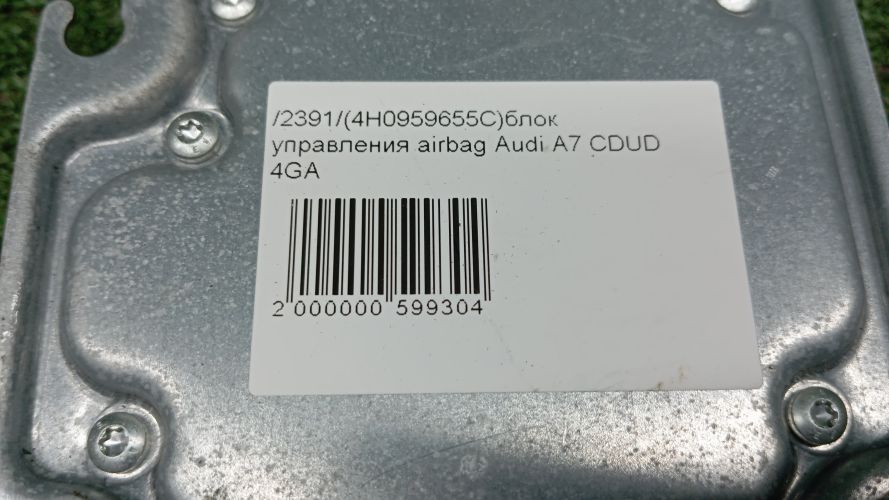 /2391/(4H0959655C)блок
управления airbag Audi A7 CDUD
4GA
2 000000 599304